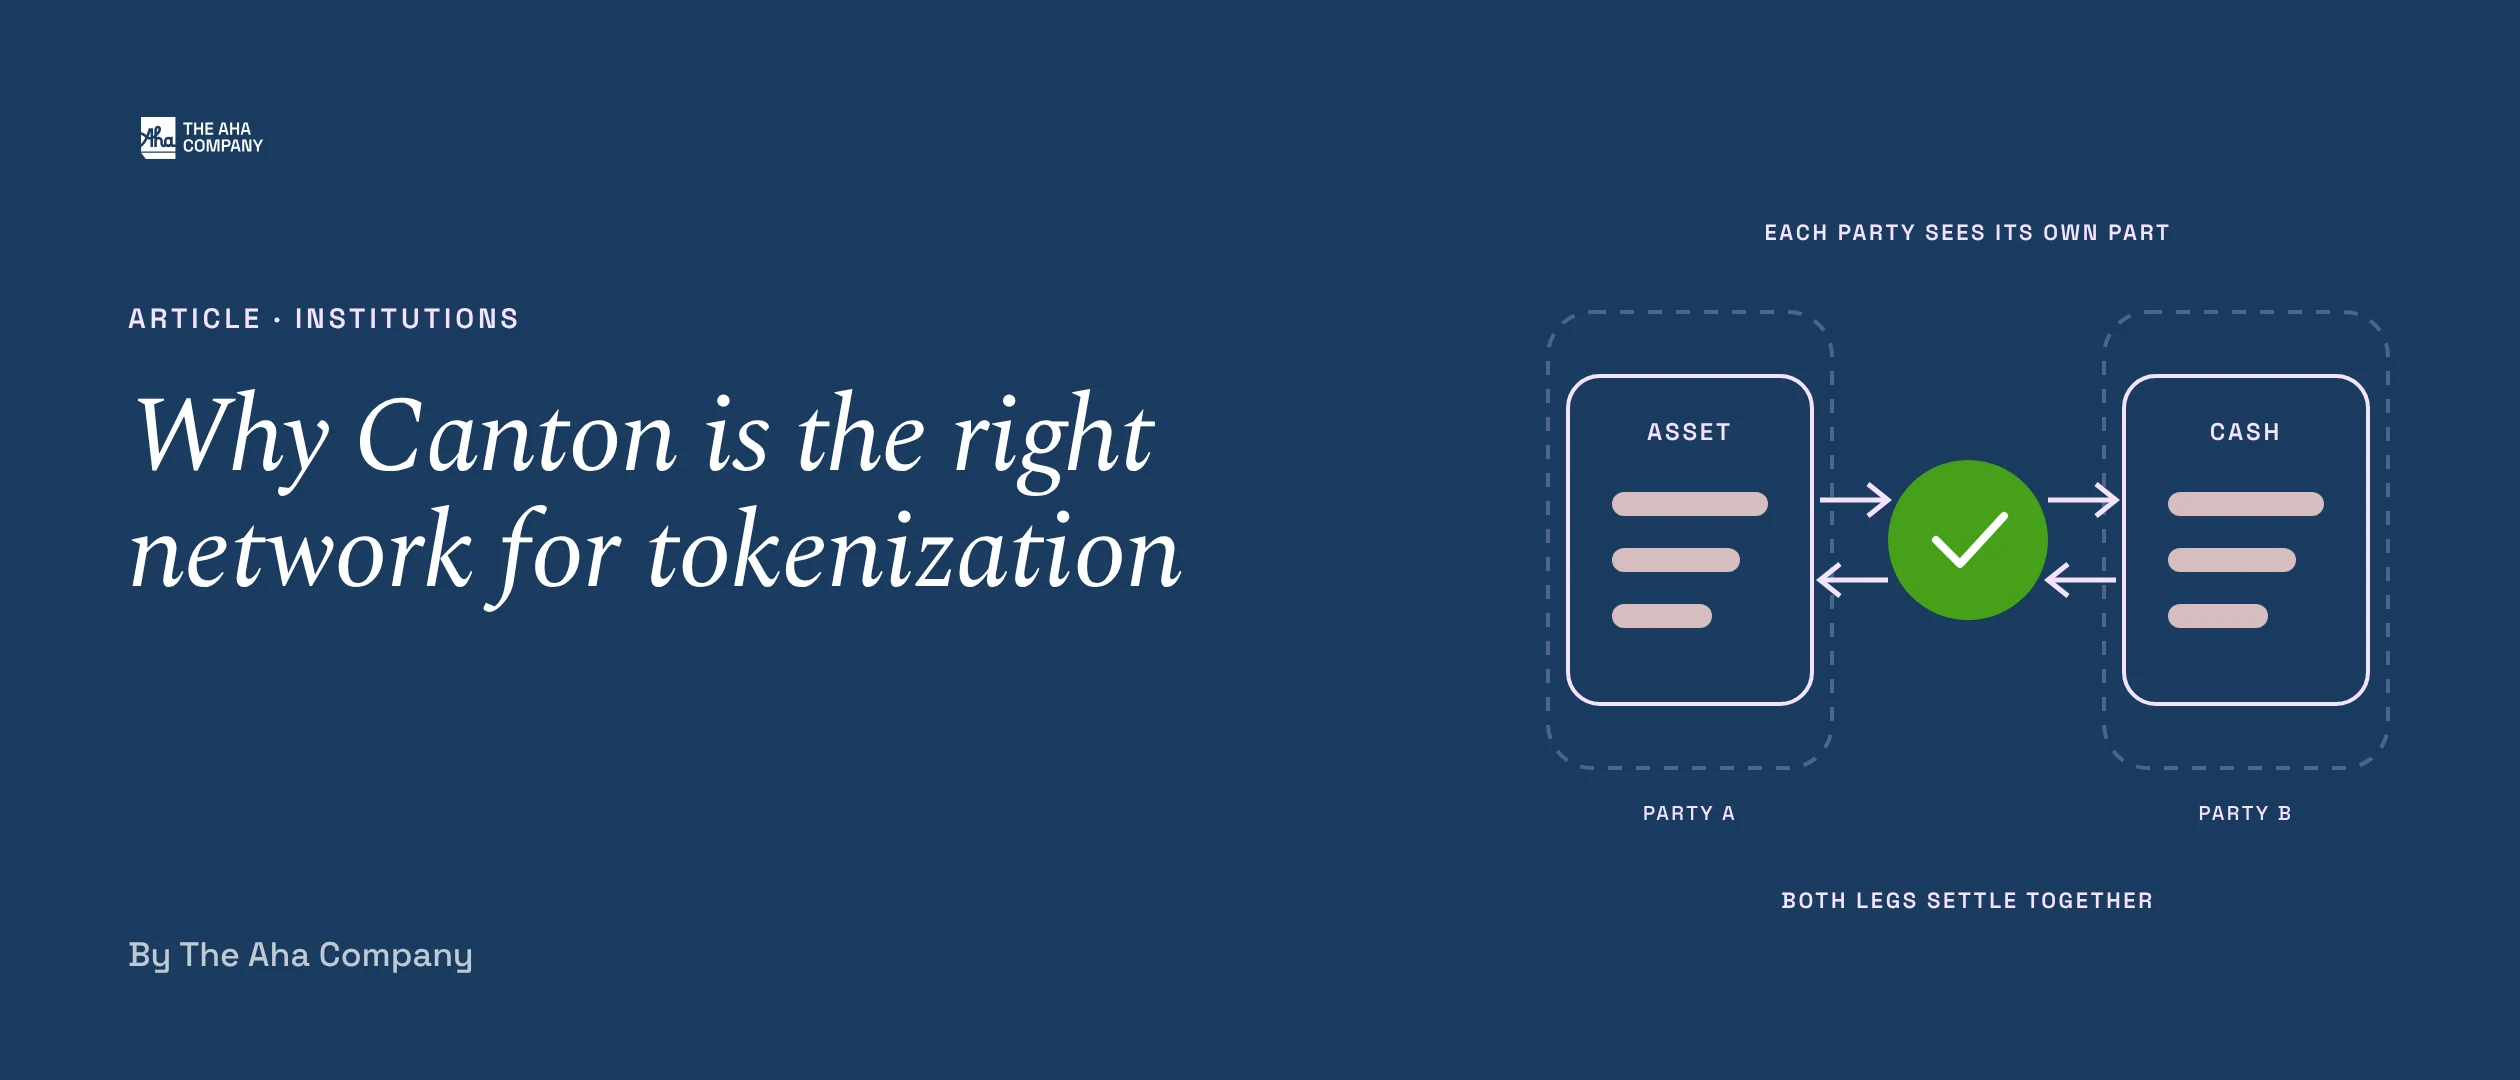 Aha
THE AHA
COMPANY
ARTICLE · INSTITUTIONS
Why Canton is the right
network for tokenization
By The Aha Company
EACH PARTY SEES ITS OWN PART
ASSET
CASH
PARTY A
PARTY B
BOTH LEGS SETTLE TOGETHER